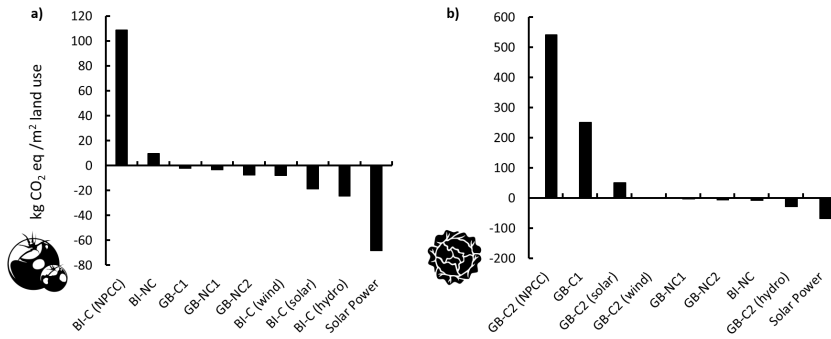 a)
kg CO2 eq /m2 land use
120
100
80
60
40
20
0
-20
-40
-60
-80
BI-C (NPCC)
BI-NC
GB-C1
GB-NC1
GB-NC2
BI-C (wind)
BI-C (solar)
BI-C (hydro)
Solar Power
b)
600
500
400
300
200
100
0
-100
-200
GB-C2 (NPCC)
GB-C1
GB-C2 (solar)
GB-C2 (wind)
GB-NC1
GB-NC2
BI-NC
GB-C2 (hydro)
Solar Power